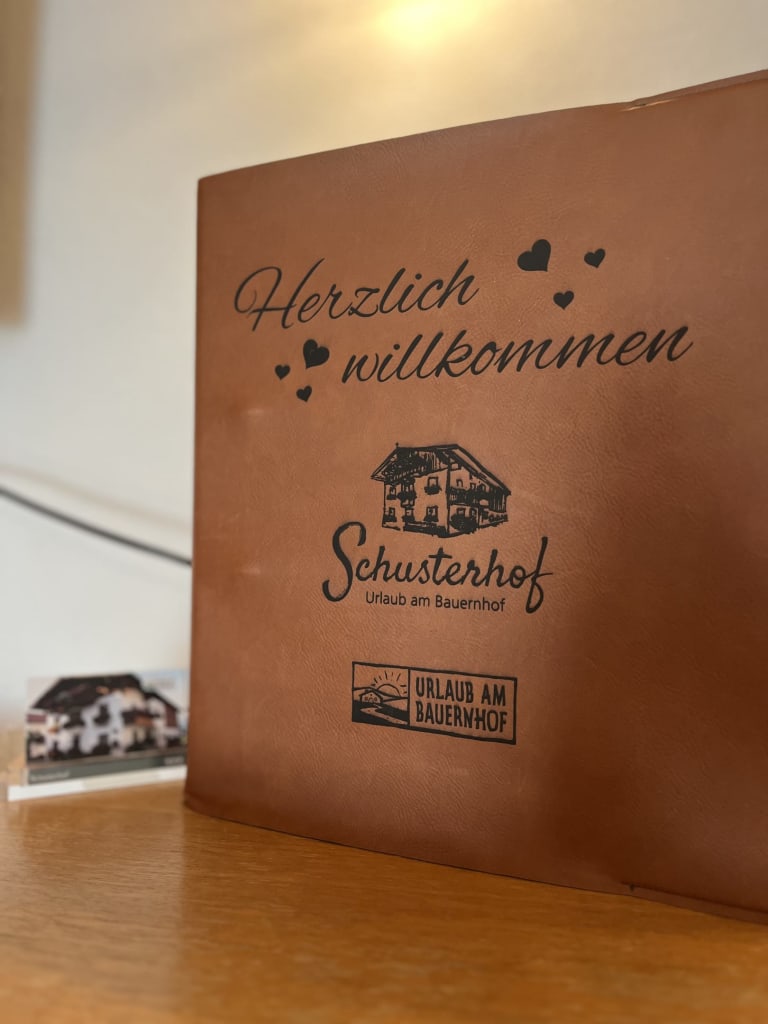 Herzlich
willkommen
Schusterhof
Urlaub am Bauernhof
URLAUB AM
BAUERNHOF